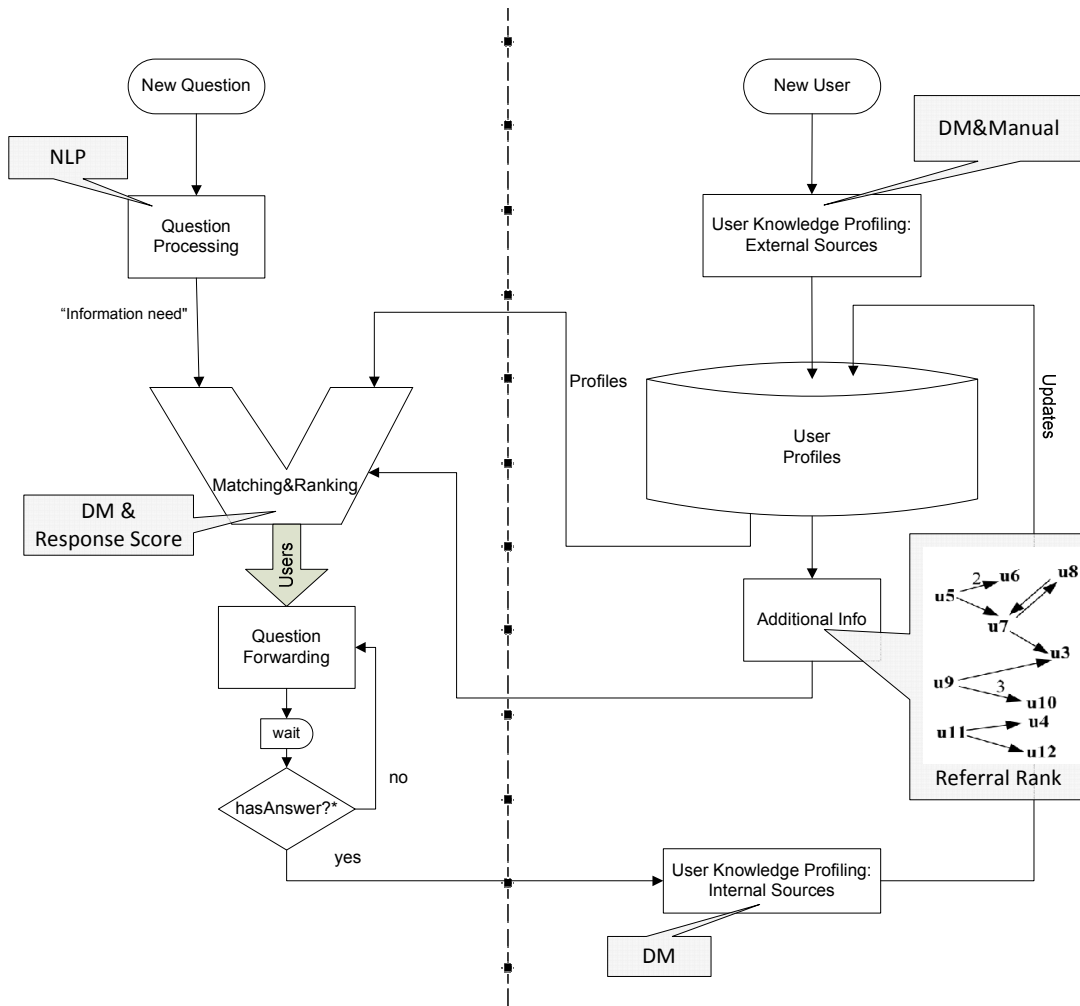 New Question
NLP
Question
Processing
“Information need"
Matching&Ranking
DM &
Response Score
Users
Question
Forwarding
wait
hasAnswer?*
no
yes
New User
DM&Manual
User Knowledge Profiling:
External Sources
Profiles
Updates
User
Profiles
Additional Info
u5
2
u6
u8
u7
u3
u9
3
u10
u4
u11
u12
Referral Rank
User Knowledge Profiling:
Internal Sources
DM